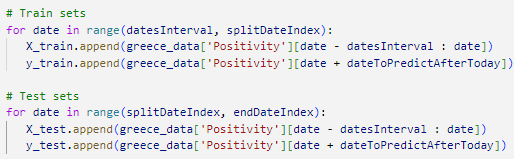 # Train sets
for date in range(datesInterval, splitDateIndex):
    X_train.append(greece_data['Positivity'][date - datesInterval : date])
    y_train.append(greece_data['Positivity'][date + dateToPredictAfterToday])

# Test sets
for date in range(splitDateIndex, endDateIndex):
    X_test.append(greece_data['Positivity'][date - datesInterval : date])
    y_test.append(greece_data['Positivity'][date + dateToPredictAfterToday])